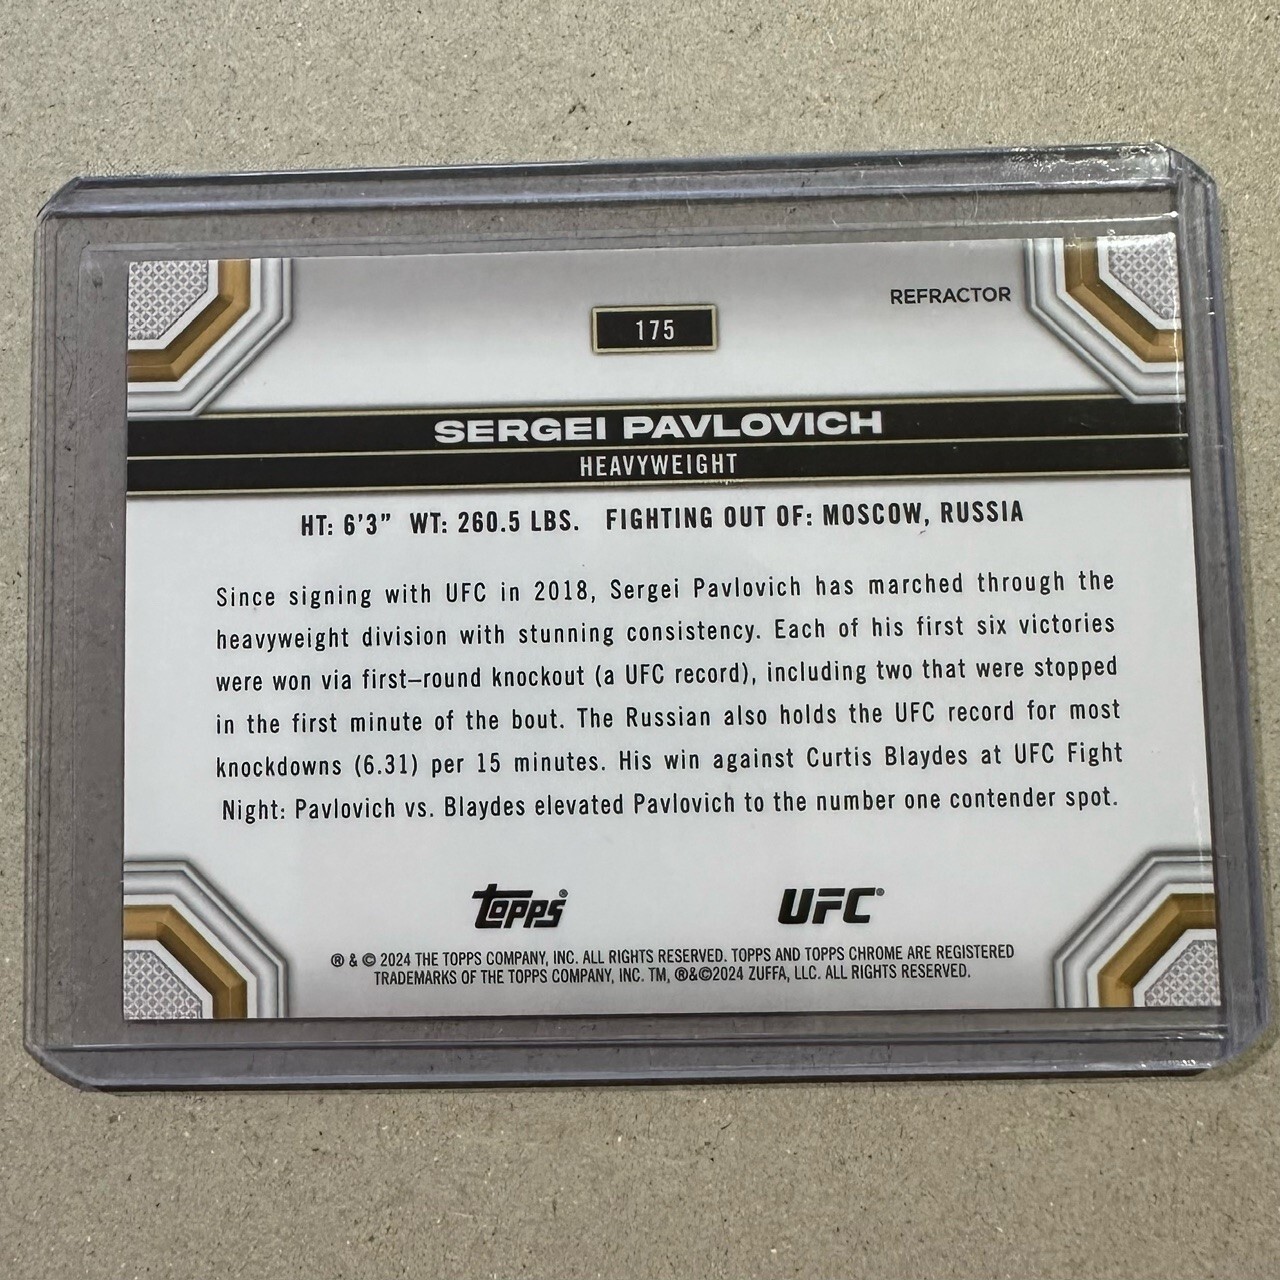 REFRACTOR
175
SERGEI PAVLOVICH
HEAVYWEIGHT
HT: 6'3" WT: 260.5 LBS. FIGHTING OUT OF: MOSCOW, RUSSIA
Since signing with UFC in 2018, Sergei Pavlovich has marched through the
heavyweight division with stunning consistency. Each of his first six victories
were won via first–round knockout (a UFC record), including two that were stopped
in the first minute of the bout. The Russian also holds the UFC record for most
knockdowns (6.31) per 15 minutes. His win against Curtis Blaydes at UFC Fight
Night: Pavlovich vs. Blaydes elevated Pavlovich to the number one contender spot.
Topps® UFC®
® & © 2024 THE TOPPS COMPANY, INC. ALL RIGHTS RESERVED. TOPPS AND TOPPS CHROME ARE REGISTERED
TRADEMARKS OF THE TOPPS COMPANY, INC. TM, ®&©2024 ZUFFA, LLC. ALL RIGHTS RESERVED.